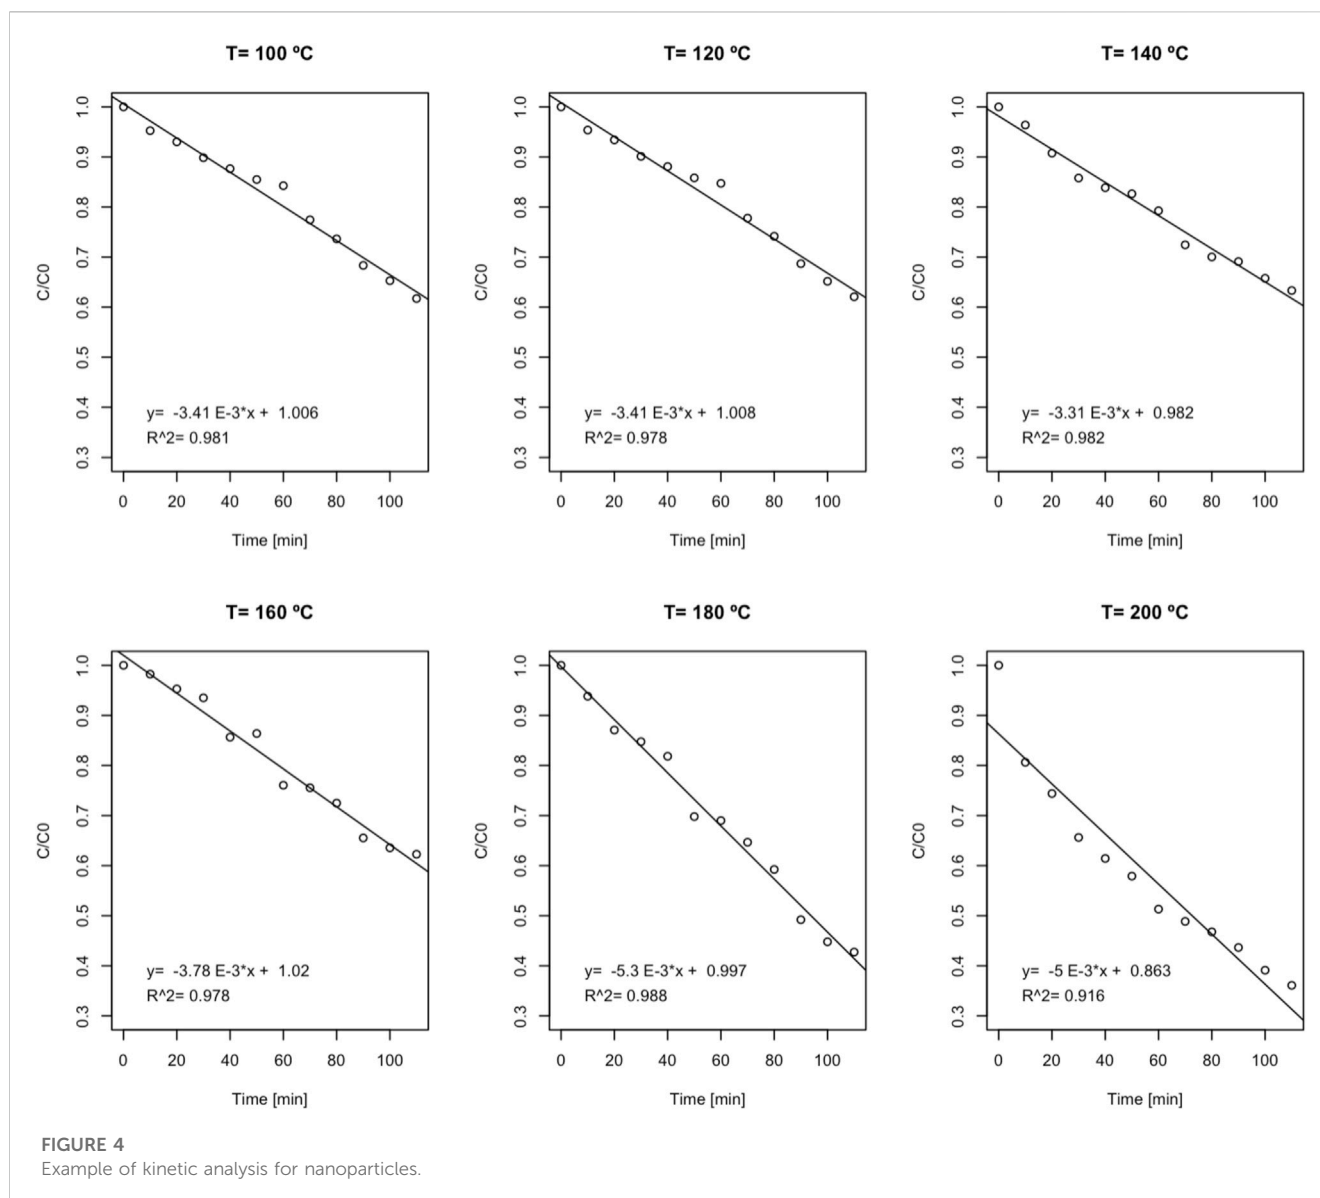 T= 100 ºC
C/C0
1.0
0.9
0.8
0.7
0.6
0.5
0.4
0.3
y=  -3.41 E-3*x +  1.006
R^2= 0.981
0 20 40 60 80 100
Time [min]
T= 120 ºC
C/C0
1.0
0.9
0.8
0.7
0.6
0.5
0.4
0.3
y=  -3.41 E-3*x +  1.008
R^2= 0.978
0 20 40 60 80 100
Time [min]
T= 140 ºC
C/C0
1.0
0.9
0.8
0.7
0.6
0.5
0.4
0.3
y=  -3.31 E-3*x +  0.982
R^2= 0.982
0 20 40 60 80 100
Time [min]
T= 160 ºC
C/C0
1.0
0.9
0.8
0.7
0.6
0.5
0.4
0.3
y=  -3.78 E-3*x +  1.02
R^2= 0.978
0 20 40 60 80 100
Time [min]
T= 180 ºC
C/C0
1.0
0.9
0.8
0.7
0.6
0.5
0.4
0.3
y=  -5.3 E-3*x +  0.997
R^2= 0.988
0 20 40 60 80 100
Time [min]
T= 200 ºC
C/C0
1.0
0.9
0.8
0.7
0.6
0.5
0.4
0.3
y=  -5 E-3*x +  0.863
R^2= 0.916
0 20 40 60 80 100
Time [min]
FIGURE 4
Example of kinetic analysis for nanoparticles.